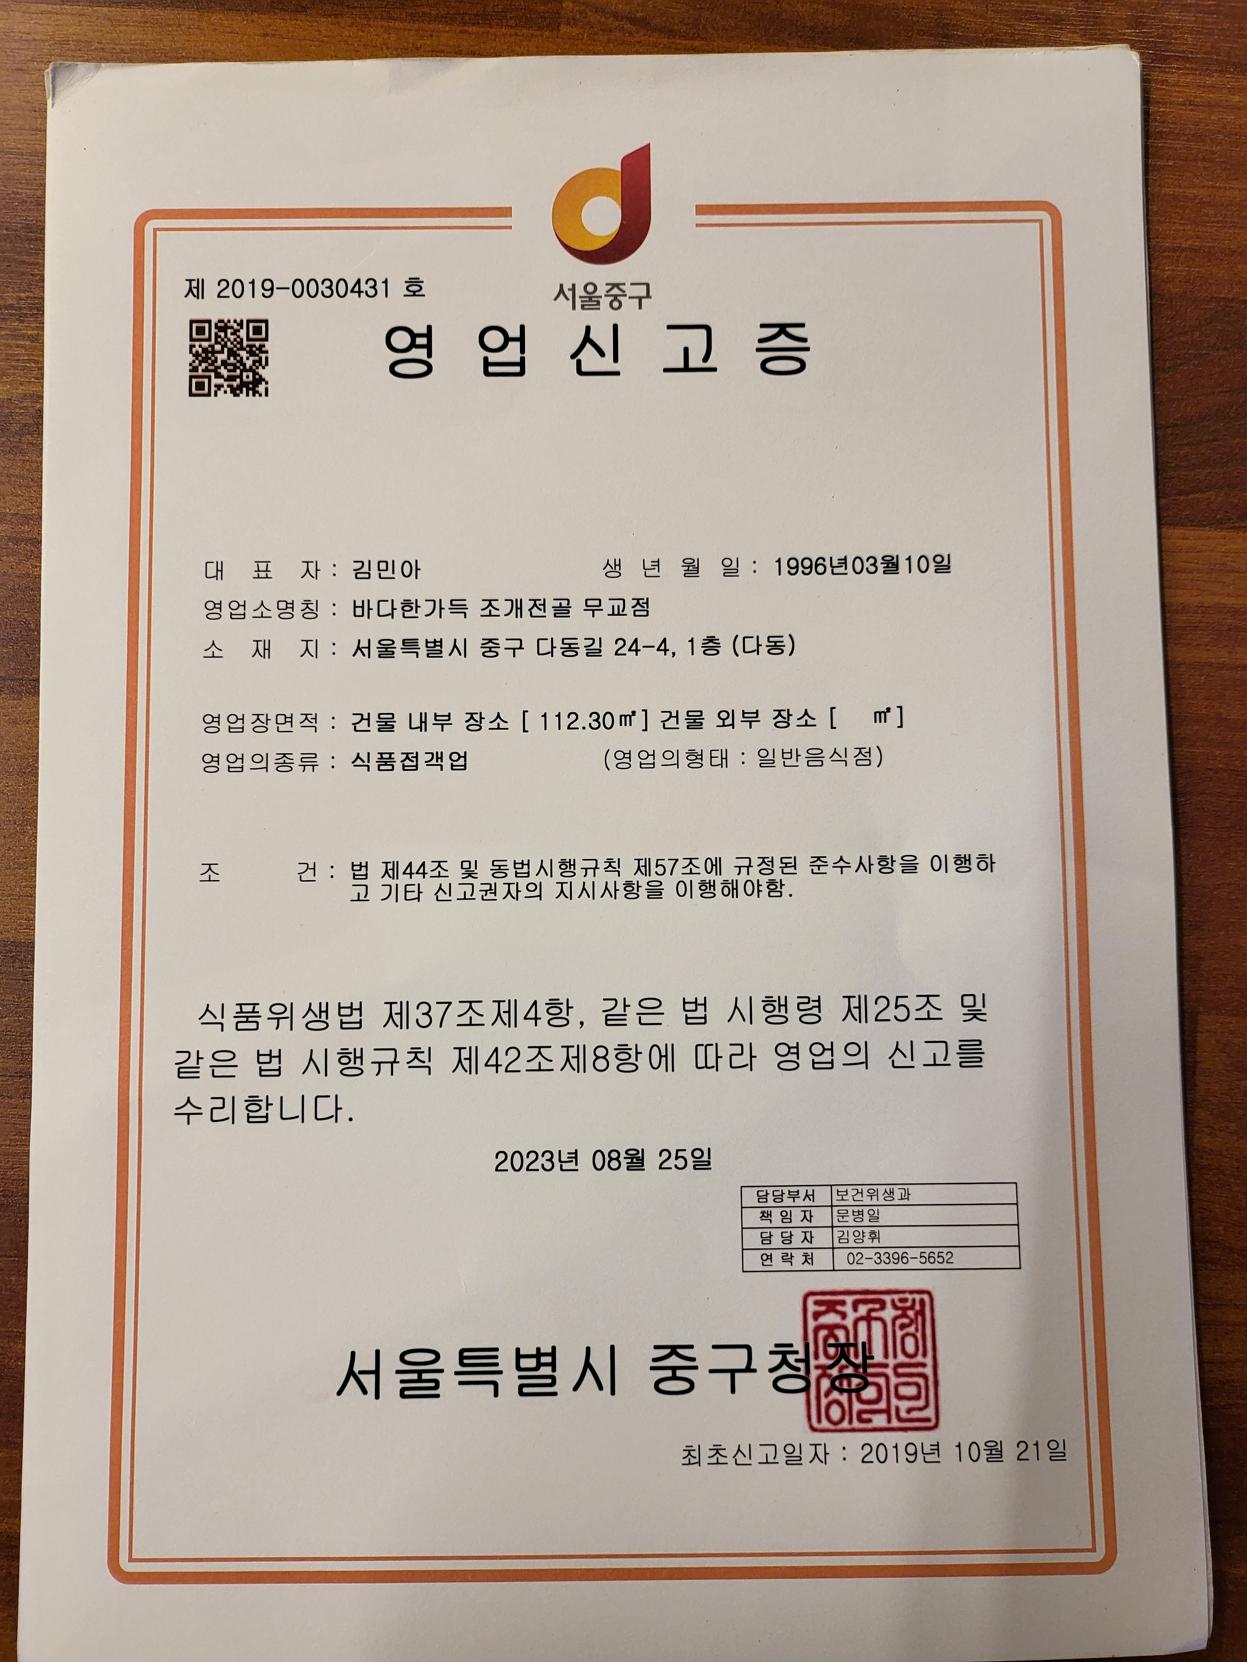 서울중구
제 2019-0030431 호
영업신고증
대 표 자 : 김민아 생 년 월 일 : 1996년03월10일
영업소명칭 : 바다한가득 조개전골 무교점
소 재 지 : 서울특별시 중구 다동길 24-4, 1층 (다동)
영업장면적 : 건물 내부 장소 [ 112.30㎡] 건물 외부 장소 [ ㎡]
영업의종류 : 식품접객업 (영업의형태 : 일반음식점)
조 건 : 법 제44조 및 동법시행규칙 제57조에 규정된 준수사항을 이행하
고 기타 신고권자의 지시사항을 이행해야함.
식품위생법 제37조제4항, 같은 법 시행령 제25조 및
같은 법 시행규칙 제42조제8항에 따라 영업의 신고를
수리합니다.
2023년 08월 25일
담당부서 보건위생과
책 임 자 문병일
담 당 자 김양휘
연 락 처 02-3396-5652
서울특별시 중구청장
최초신고일자 : 2019년 10월 21일